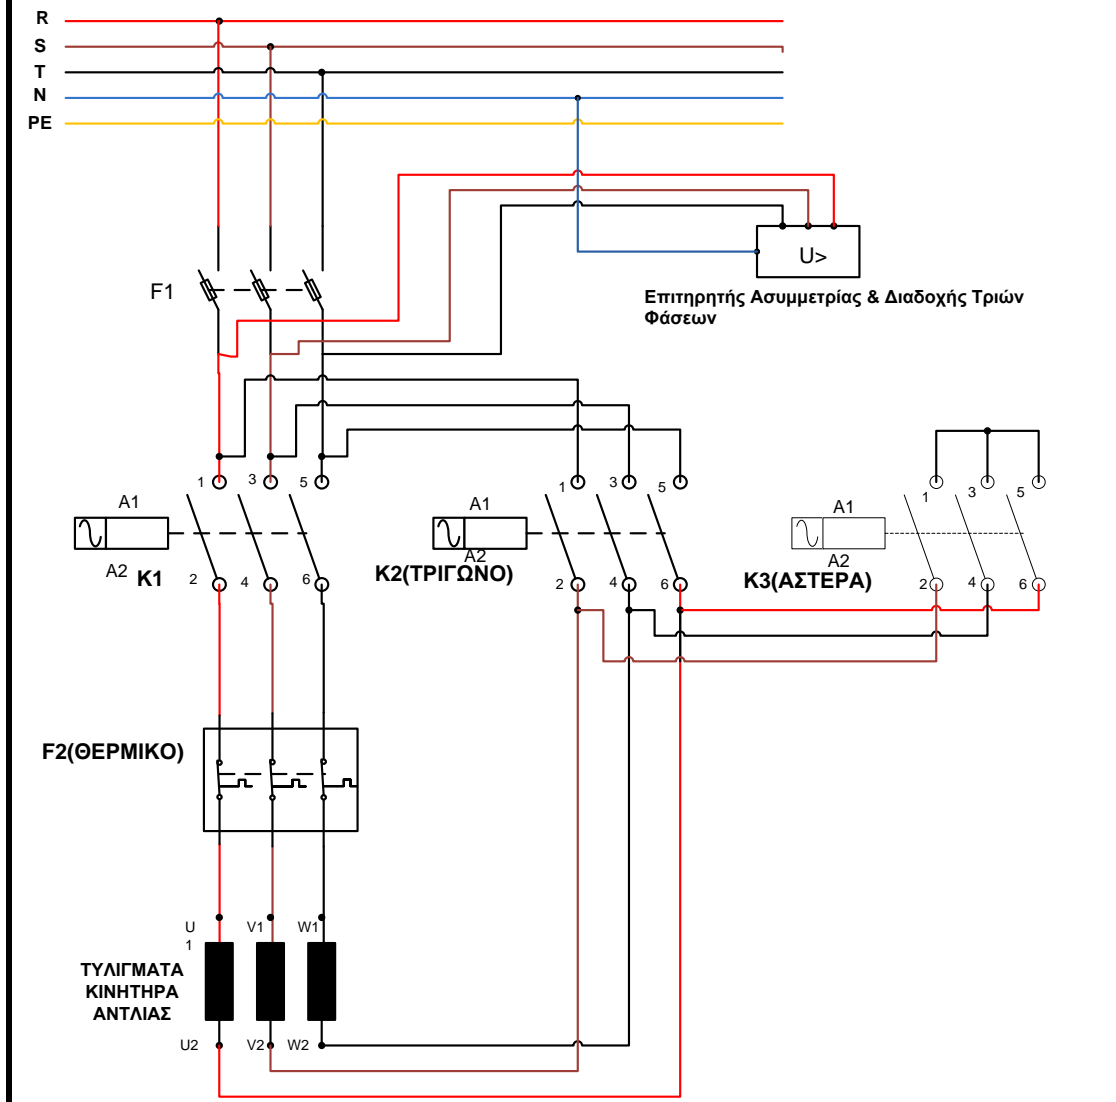 R
S
T
N
PE
U>
F1
Επιτηρητής Ασυμμετρίας & Διαδοχής Τριών
Φάσεων
1
3
5
1
3
5
1
3
5
A1
A1
A1
A2
K1
A2
K2(ΤΡΙΓΩΝΟ)
A2
K3(ΑΣΤΕΡΑ)
2
4
6
2
4
6
2
4
6
F2(ΘΕΡΜΙΚΟ)
U
1
V1
W1
ΤΥΛΙΓΜΑΤΑ
ΚΙΝΗΤΗΡΑ
ΑΝΤΛΙΑΣ
U2
V2
W2